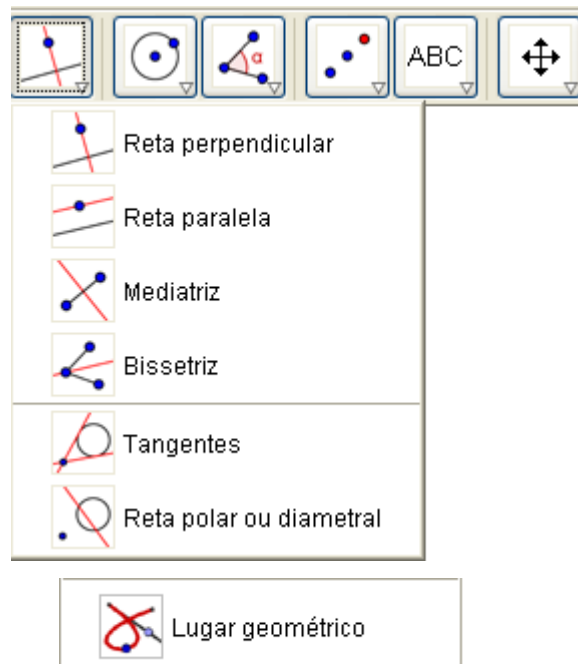 α
ABC
Reta perpendicular
Reta paralela
Mediatriz
Bissetriz
Tangentes
Reta polar ou diametral
Lugar geométrico